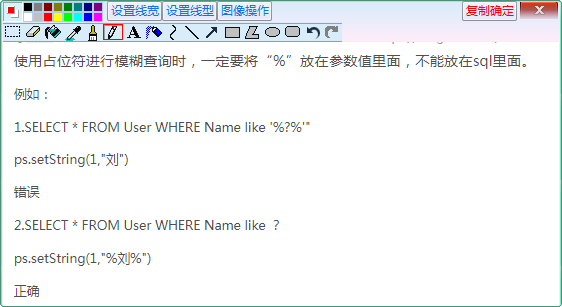 设置线宽 设置线型 图像操作 复制确定
使用占位符进行模糊查询时，一定要将“%”放在参数值里面，不能放在sql里面。
例如：
1.SELECT * FROM User WHERE Name like '%?%'"
ps.setString(1,"刘")
错误
2.SELECT * FROM User WHERE Name like ？
ps.setString(1,"%刘%")
正确